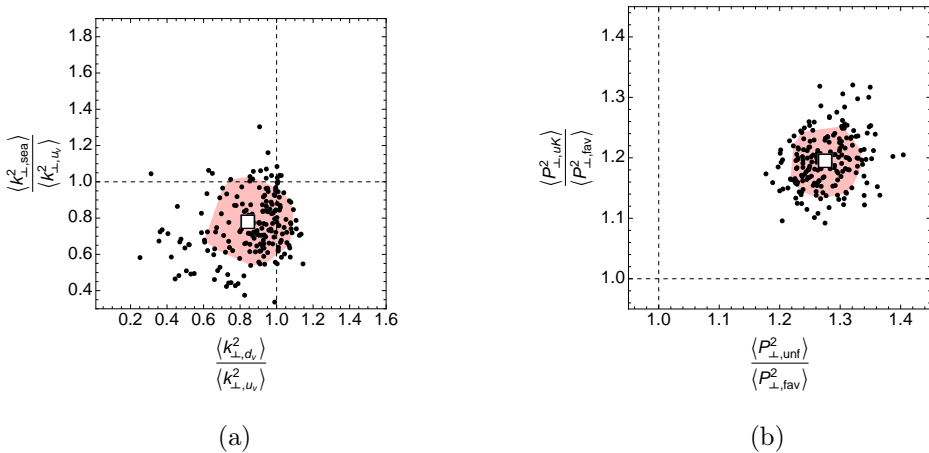 1.8
1.6
1.4
1.2
1.0
0.8
0.6
0.4
0.2 0.4 0.6 0.8 1.0 1.2 1.4 1.6
⟨k²⊥,sea⟩
⟨k²⊥,uᵥ⟩
⟨k²⊥,dᵥ⟩
⟨k²⊥,uᵥ⟩
(a)
1.4
1.3
1.2
1.1
1.0
1.0 1.1 1.2 1.3 1.4
⟨P²⊥,uK⟩
⟨P²⊥,fav⟩
⟨P²⊥,unf⟩
⟨P²⊥,fav⟩
(b)